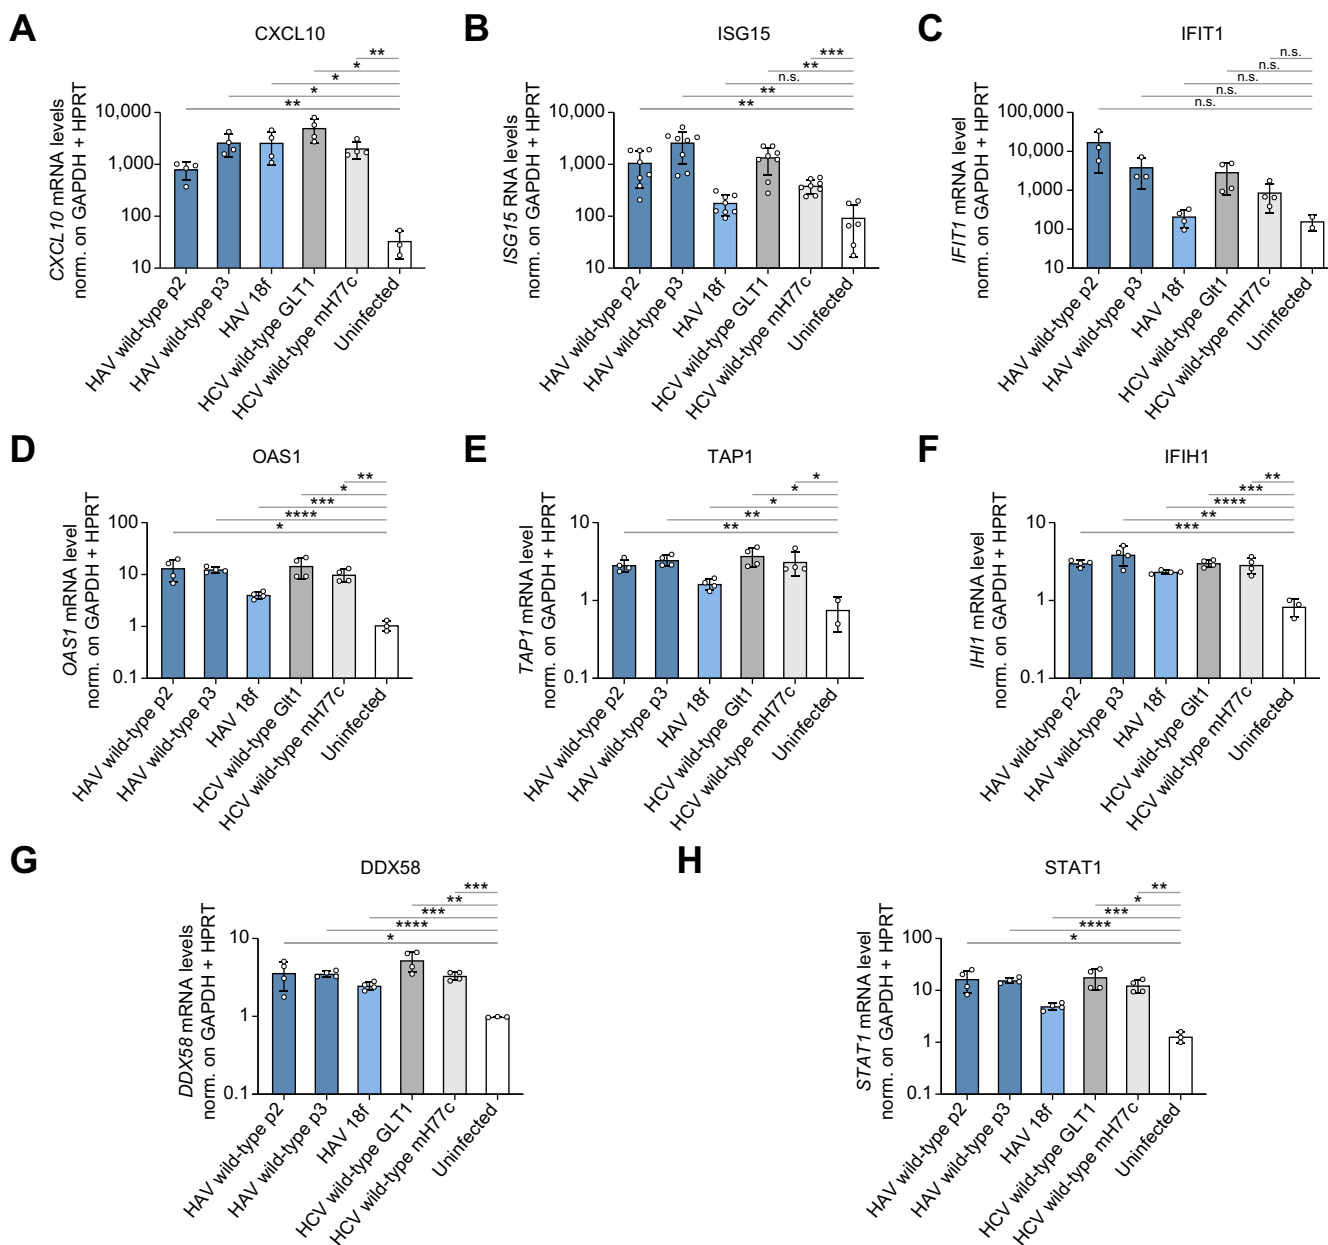 A
CXCL10
**
*
*
*
**
CXCL10 mRNA levels
norm. on GAPDH + HPRT
10,000
1,000
100
10
HAV wild-type p2
HAV wild-type p3
HAV 18f
HCV wild-type GLT1
HCV wild-type mH77c
Uninfected
B
ISG15
***
**
n.s.
**
**
ISG15 RNA levels
norm. on GAPDH + HPRT
10,000
1,000
100
10
HAV wild-type p2
HAV wild-type p3
HAV 18f
HCV wild-type GLT1
HCV wild-type mH77c
Uninfected
C
IFIT1
n.s.
n.s.
n.s.
n.s.
n.s.
IFIT1 mRNA level
norm. on GAPDH + HPRT
100,000
10,000
1,000
100
10
HAV wild-type p2
HAV wild-type p3
HAV 18f
HCV wild-type Glt1
HCV wild-type mH77c
Uninfected
D
OAS1
**
*
***
****
*
OAS1 mRNA level
norm. on GAPDH + HPRT
100
10
1
0.1
HAV wild-type p2
HAV wild-type p3
HAV 18f
HCV wild-type Glt1
HCV wild-type mH77c
Uninfected
E
TAP1
*
*
*
**
**
TAP1 mRNA level
norm. on GAPDH + HPRT
10
1
0.1
HAV wild-type p2
HAV wild-type p3
HAV 18f
HCV wild-type Glt1
HCV wild-type mH77c
Uninfected
F
IFIH1
**
***
****
**
***
IHI1 mRNA level
norm. on GAPDH + HPRT
10
1
0.1
HAV wild-type p2
HAV wild-type p3
HAV 18f
HCV wild-type Glt1
HCV wild-type mH77c
Uninfected
G
DDX58
***
**
***
****
*
DDX58 mRNA levels
norm. on GAPDH + HPRT
10
1
0.1
HAV wild-type p2
HAV wild-type p3
HAV 18f
HCV wild-type GLT1
HCV wild-type mH77c
Uninfected
H
STAT1
**
*
***
****
*
STAT1 mRNA level
norm. on GAPDH + HPRT
100
10
1
0.1
HAV wild-type p2
HAV wild-type p3
HAV 18f
HCV wild-type GLT1
HCV wild-type mH77c
Uninfected